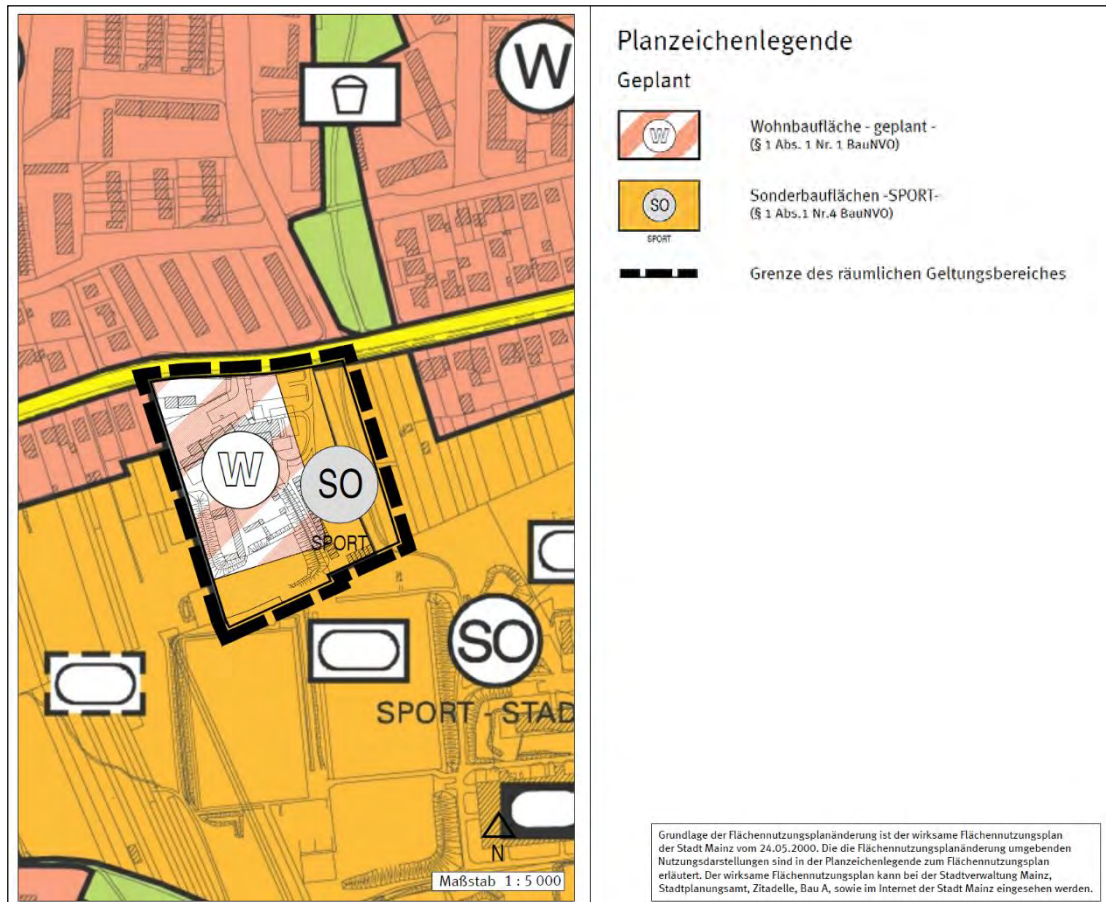 W
W
SO
SPORT
SO
SPORT - STAD
N
Maßstab 1 : 5 000
Planzeichenlegende
Geplant
W
Wohnbaufläche - geplant -
(§ 1 Abs. 1 Nr. 1 BauNVO)
SO
SPORT
Sonderbauflächen -SPORT-
(§ 1 Abs.1 Nr.4 BauNVO)
Grenze des räumlichen Geltungsbereiches
Grundlage der Flächennutzungsplanänderung ist der wirksame Flächennutzungsplan
der Stadt Mainz vom 24.05.2000. Die die Flächennutzungsplanänderung umgebenden
Nutzungsdarstellungen sind in der Planzeichenlegende zum Flächennutzungsplan
erläutert. Der wirksame Flächennutzungsplan kann bei der Stadtverwaltung Mainz,
Stadtplanungsamt, Zitadelle, Bau A, sowie im Internet der Stadt Mainz eingesehen werden.